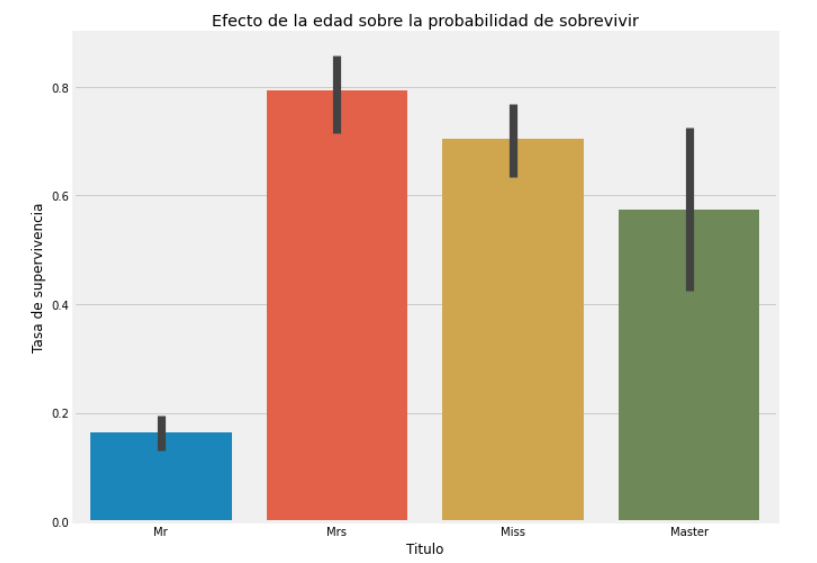 Efecto de la edad sobre la probabilidad de sobrevivir
Tasa de supervivencia
0.8
0.6
0.4
0.2
0.0
Mr Mrs Miss Master
Titulo